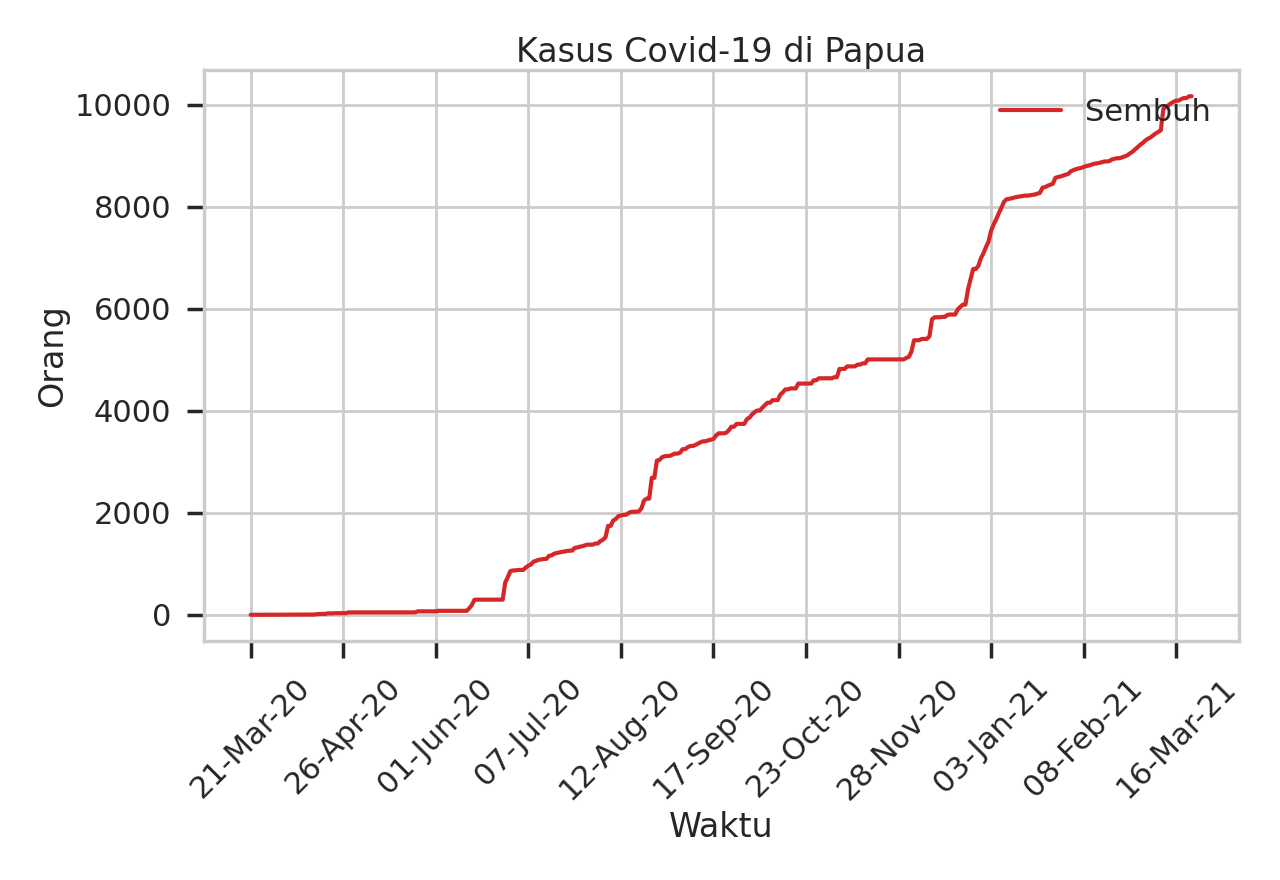 Kasus Covid-19 di Papua
Sembuh
10000
8000
6000
4000
2000
0
Orang
21-Mar-20
26-Apr-20
01-Jun-20
07-Jul-20
12-Aug-20
17-Sep-20
23-Oct-20
28-Nov-20
03-Jan-21
08-Feb-21
16-Mar-21
Waktu